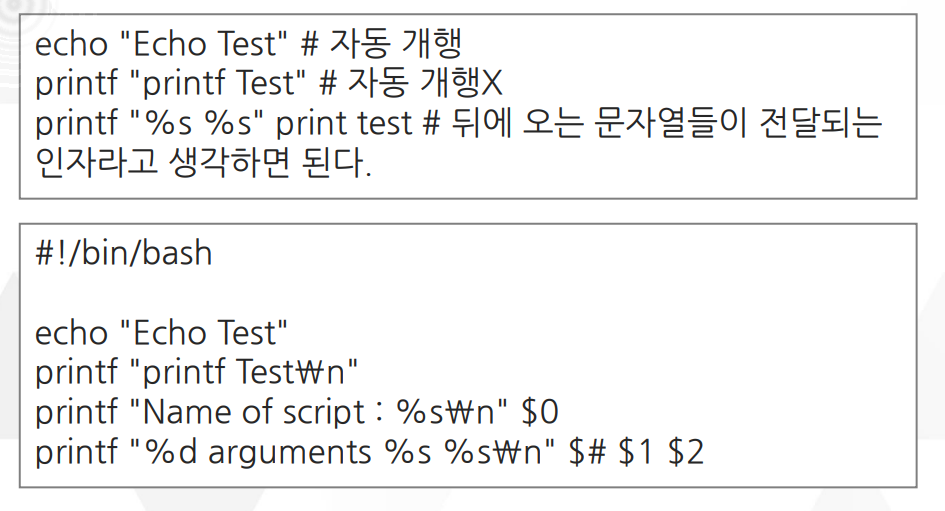 echo "Echo Test" # 자동 개행
printf "printf Test" # 자동 개행X
printf "%s %s" print test # 뒤에 오는 문자열들이 전달되는
인자라고 생각하면 된다.
#!/bin/bash
echo "Echo Test"
printf "printf Test₩n"
printf "Name of script : %s₩n" $0
printf "%d arguments %s %s₩n" $# $1 $2